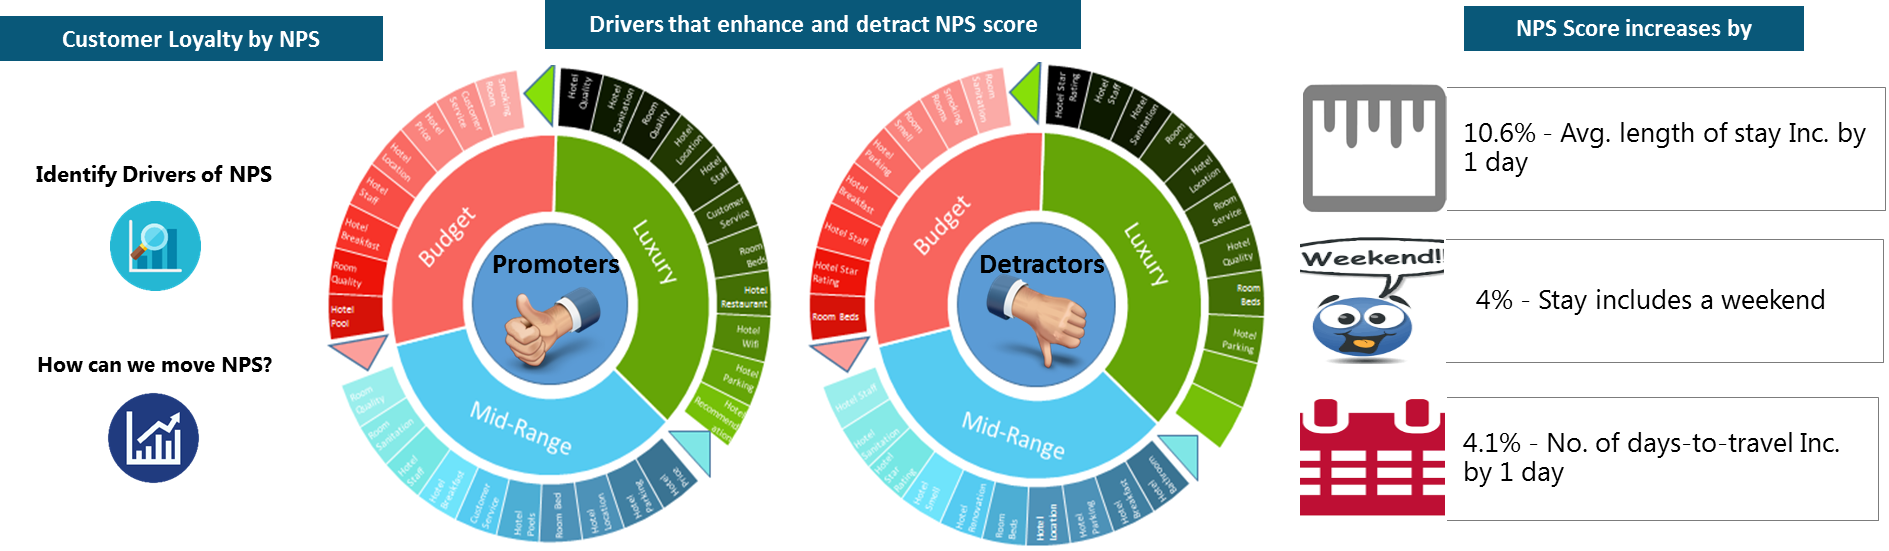 Customer Loyalty by NPS
Identify Drivers of NPS
How can we move NPS?
Drivers that enhance and detract NPS score
Promoters
Budget
Luxury
Mid-Range
Hotel
Quality
Hotel
Sanitation
Room
Quality
Hotel
Location
Hotel
Staff
Customer
Service
Room
Beds
Hotel
Restaurant
Hotel
Wifi
Hotel
Parking
Hotel
Recommend
ation
Hotel
Price
Hotel
Parking
Hotel
Location
Room Bed
Hotel
Pools
Customer
Service
Hotel
Breakfast
Hotel
Staff
Room
Sanitation
Room
Quality
Hotel
Pool
Room
Quality
Hotel
Breakfast
Hotel
Staff
Hotel
Location
Hotel
Price
Customer
Service
Smoking
Room
Detractors
Budget
Luxury
Mid-Range
Hotel Star
Rating
Hotel
Staff
Hotel
Sanitation
Room
Size
Hotel
Location
Room
Service
Hotel
Quality
Room
Beds
Hotel
Parking
Hotel
Bathroom
Hotel
Breakfast
Hotel
Parking
Hotel
Location
Room
Beds
Hotel
Renovation
Hotel
Smell
Hotel
Star
Rating
Hotel
Sanitation
Hotel Staff
Room Beds
Hotel Star
Rating
Hotel Staff
Hotel
Breakfast
Hotel
Parking
Room
Smell
Smoking
Rooms
Room
Sanitation
NPS Score increases by
10.6% - Avg. length of stay Inc. by
1 day
Weekend!!
4% - Stay includes a weekend
4.1% - No. of days-to-travel Inc.
by 1 day